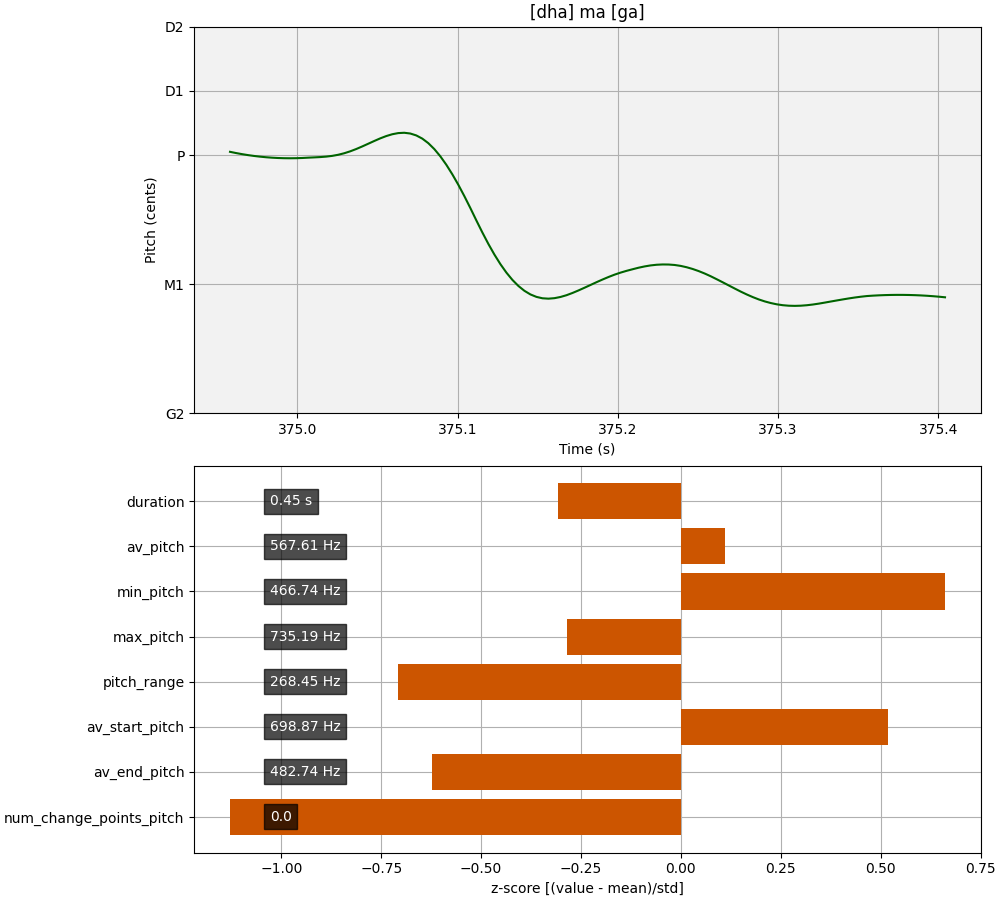 [dha] ma [ga]
D2
D1
P
M1
G2
Pitch (cents)
375.0 375.1 375.2 375.3 375.4
Time (s)
duration 0.45 s
av_pitch 567.61 Hz
min_pitch 466.74 Hz
max_pitch 735.19 Hz
pitch_range 268.45 Hz
av_start_pitch 698.87 Hz
av_end_pitch 482.74 Hz
num_change_points_pitch 0.0
−1.00 −0.75 −0.50 −0.25 0.00 0.25 0.50 0.75
z-score [(value - mean)/std]